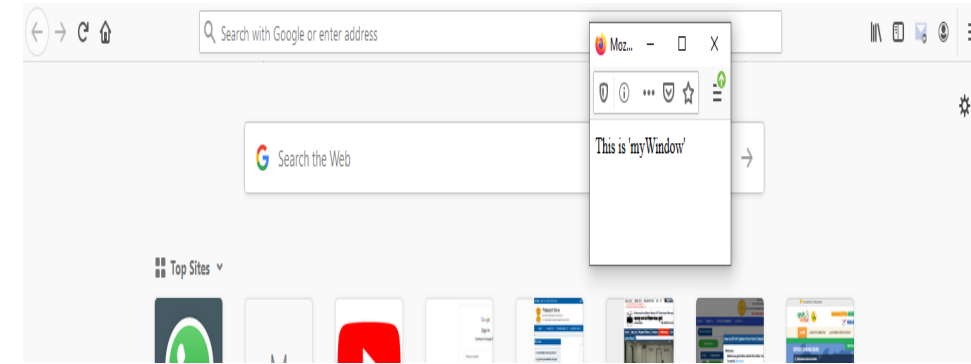 Search with Google or enter address
Moz...
This is 'myWindow'
Search the Web
Top Sites